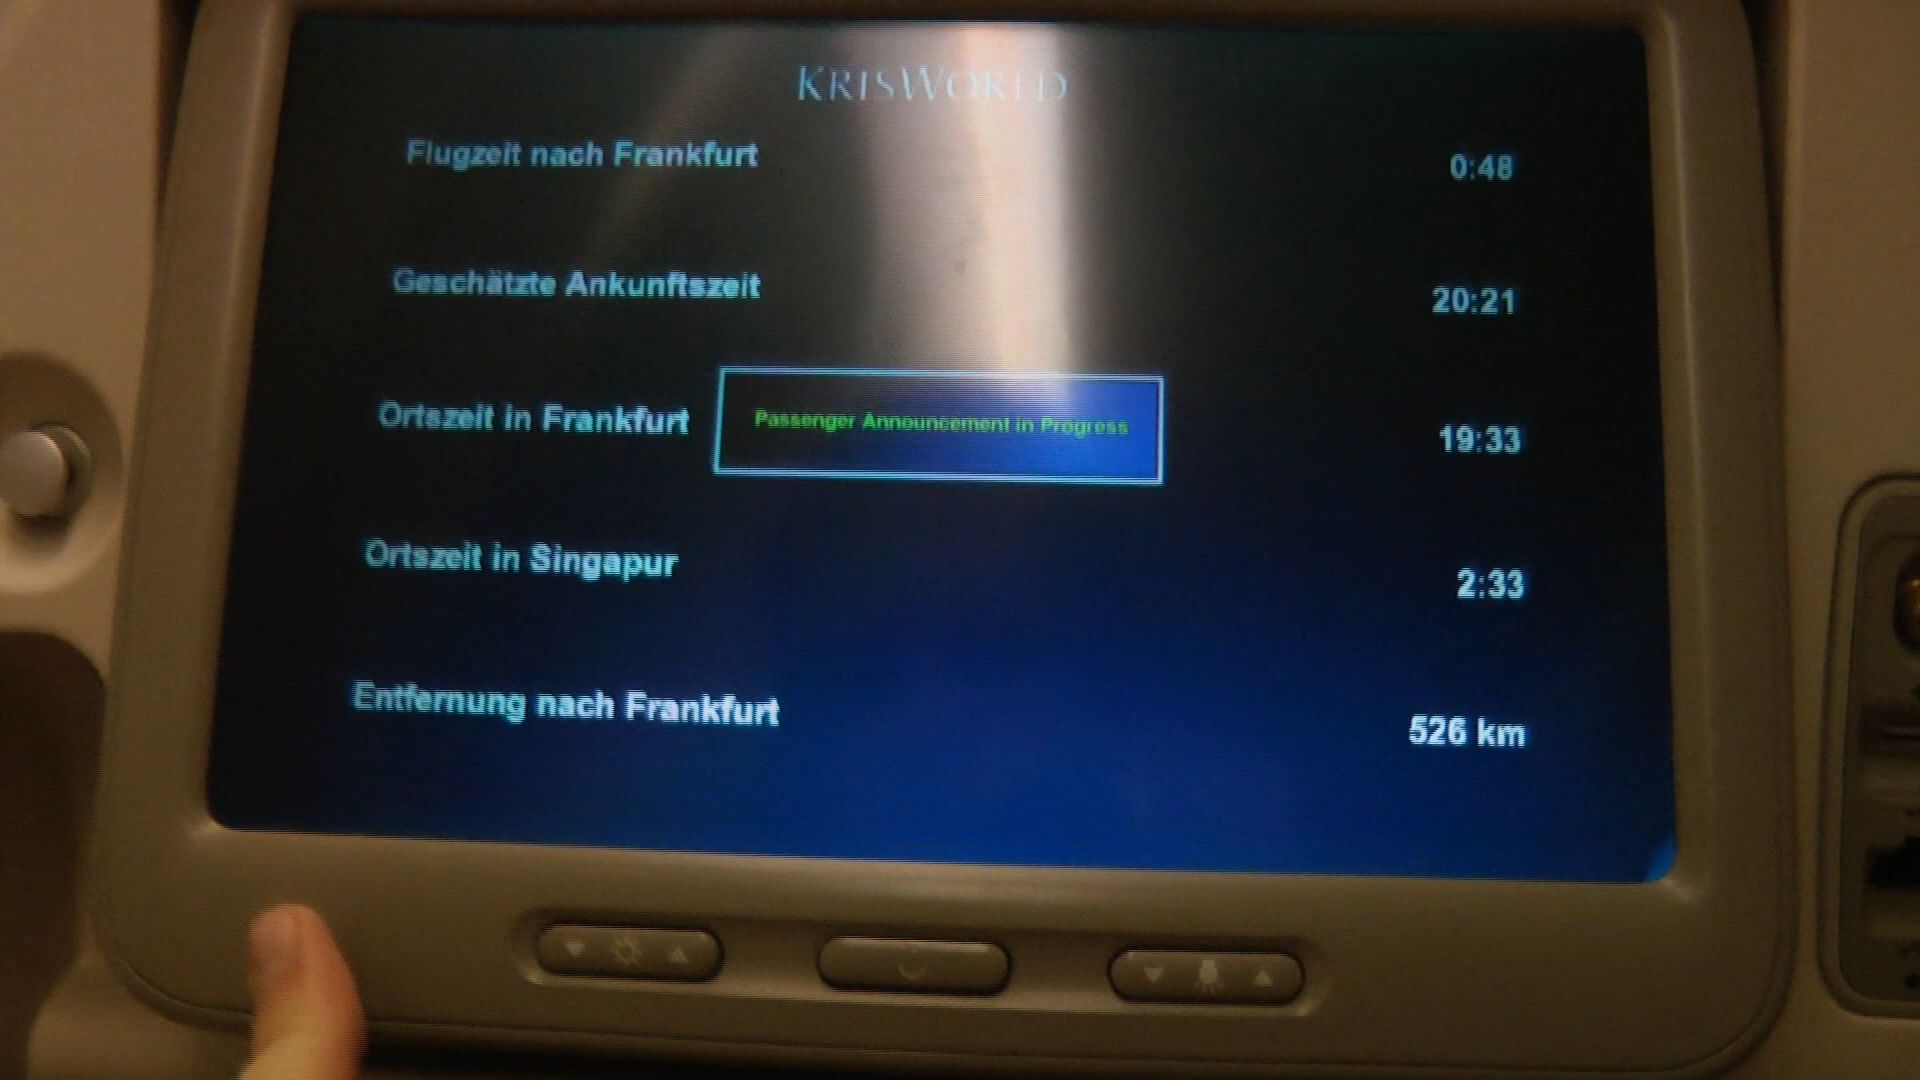 KRISWORLD
Flugzeit nach Frankfurt 0:48
Geschätzte Ankunftszeit 20:21
Ortszeit in Frankfurt 19:33
Passenger Announcement in Progress
Ortszeit in Singapur 2:33
Entfernung nach Frankfurt 526 km